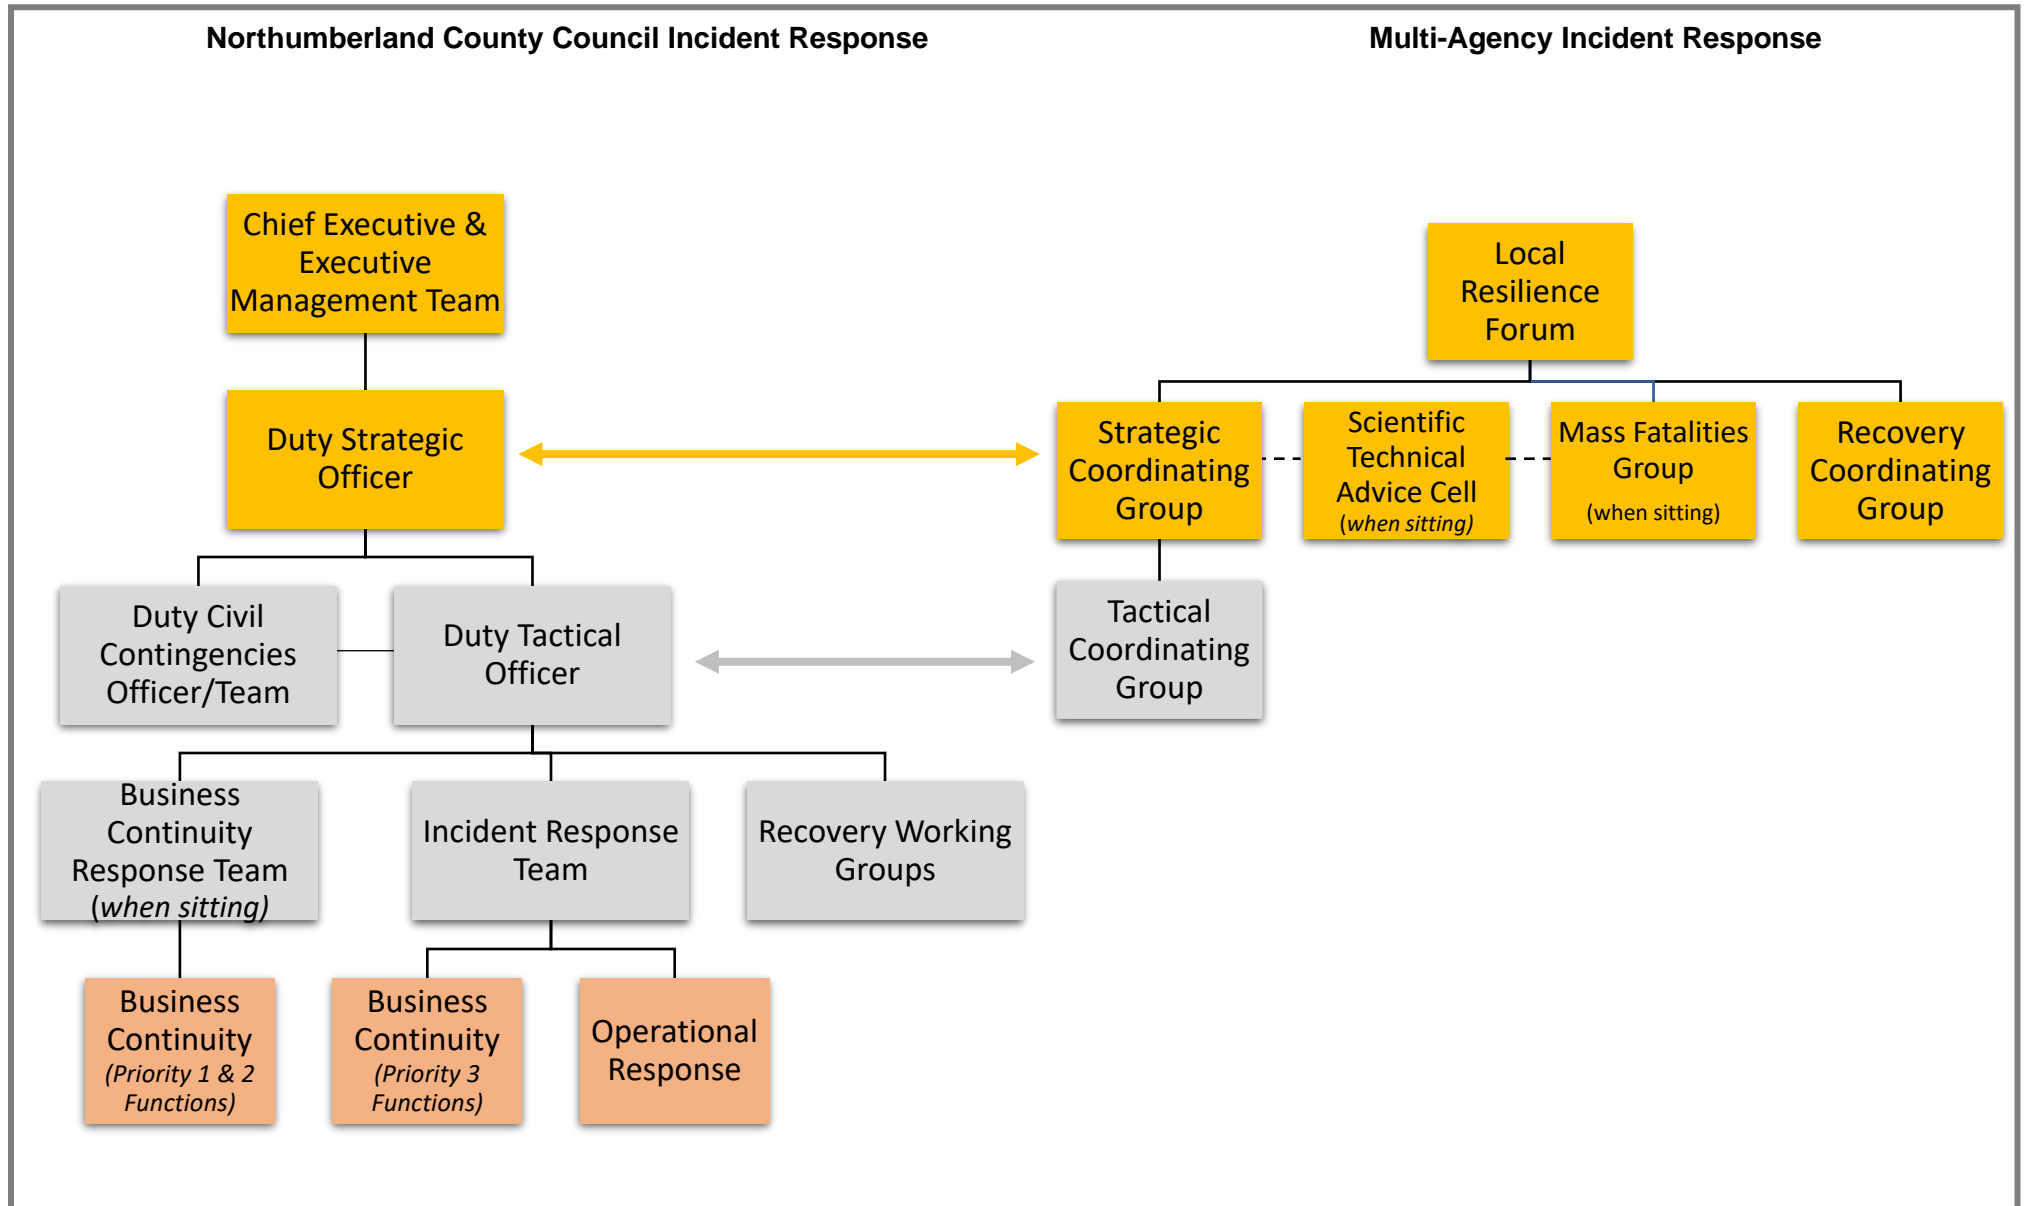 Northumberland County Council Incident Response
Multi-Agency Incident Response
Chief Executive &
Executive
Management Team
Local
Resilience
Forum
Duty Strategic
Officer
Strategic
Coordinating
Group
Scientific
Technical
Advice Cell
(when sitting)
Mass Fatalities
Group
(when sitting)
Recovery
Coordinating
Group
Duty Civil
Contingencies
Officer/Team
Duty Tactical
Officer
Tactical
Coordinating
Group
Business
Continuity
Response Team
(when sitting)
Incident Response
Team
Recovery Working
Groups
Business
Continuity
(Priority 1 & 2
Functions)
Business
Continuity
(Priority 3
Functions)
Operational
Response